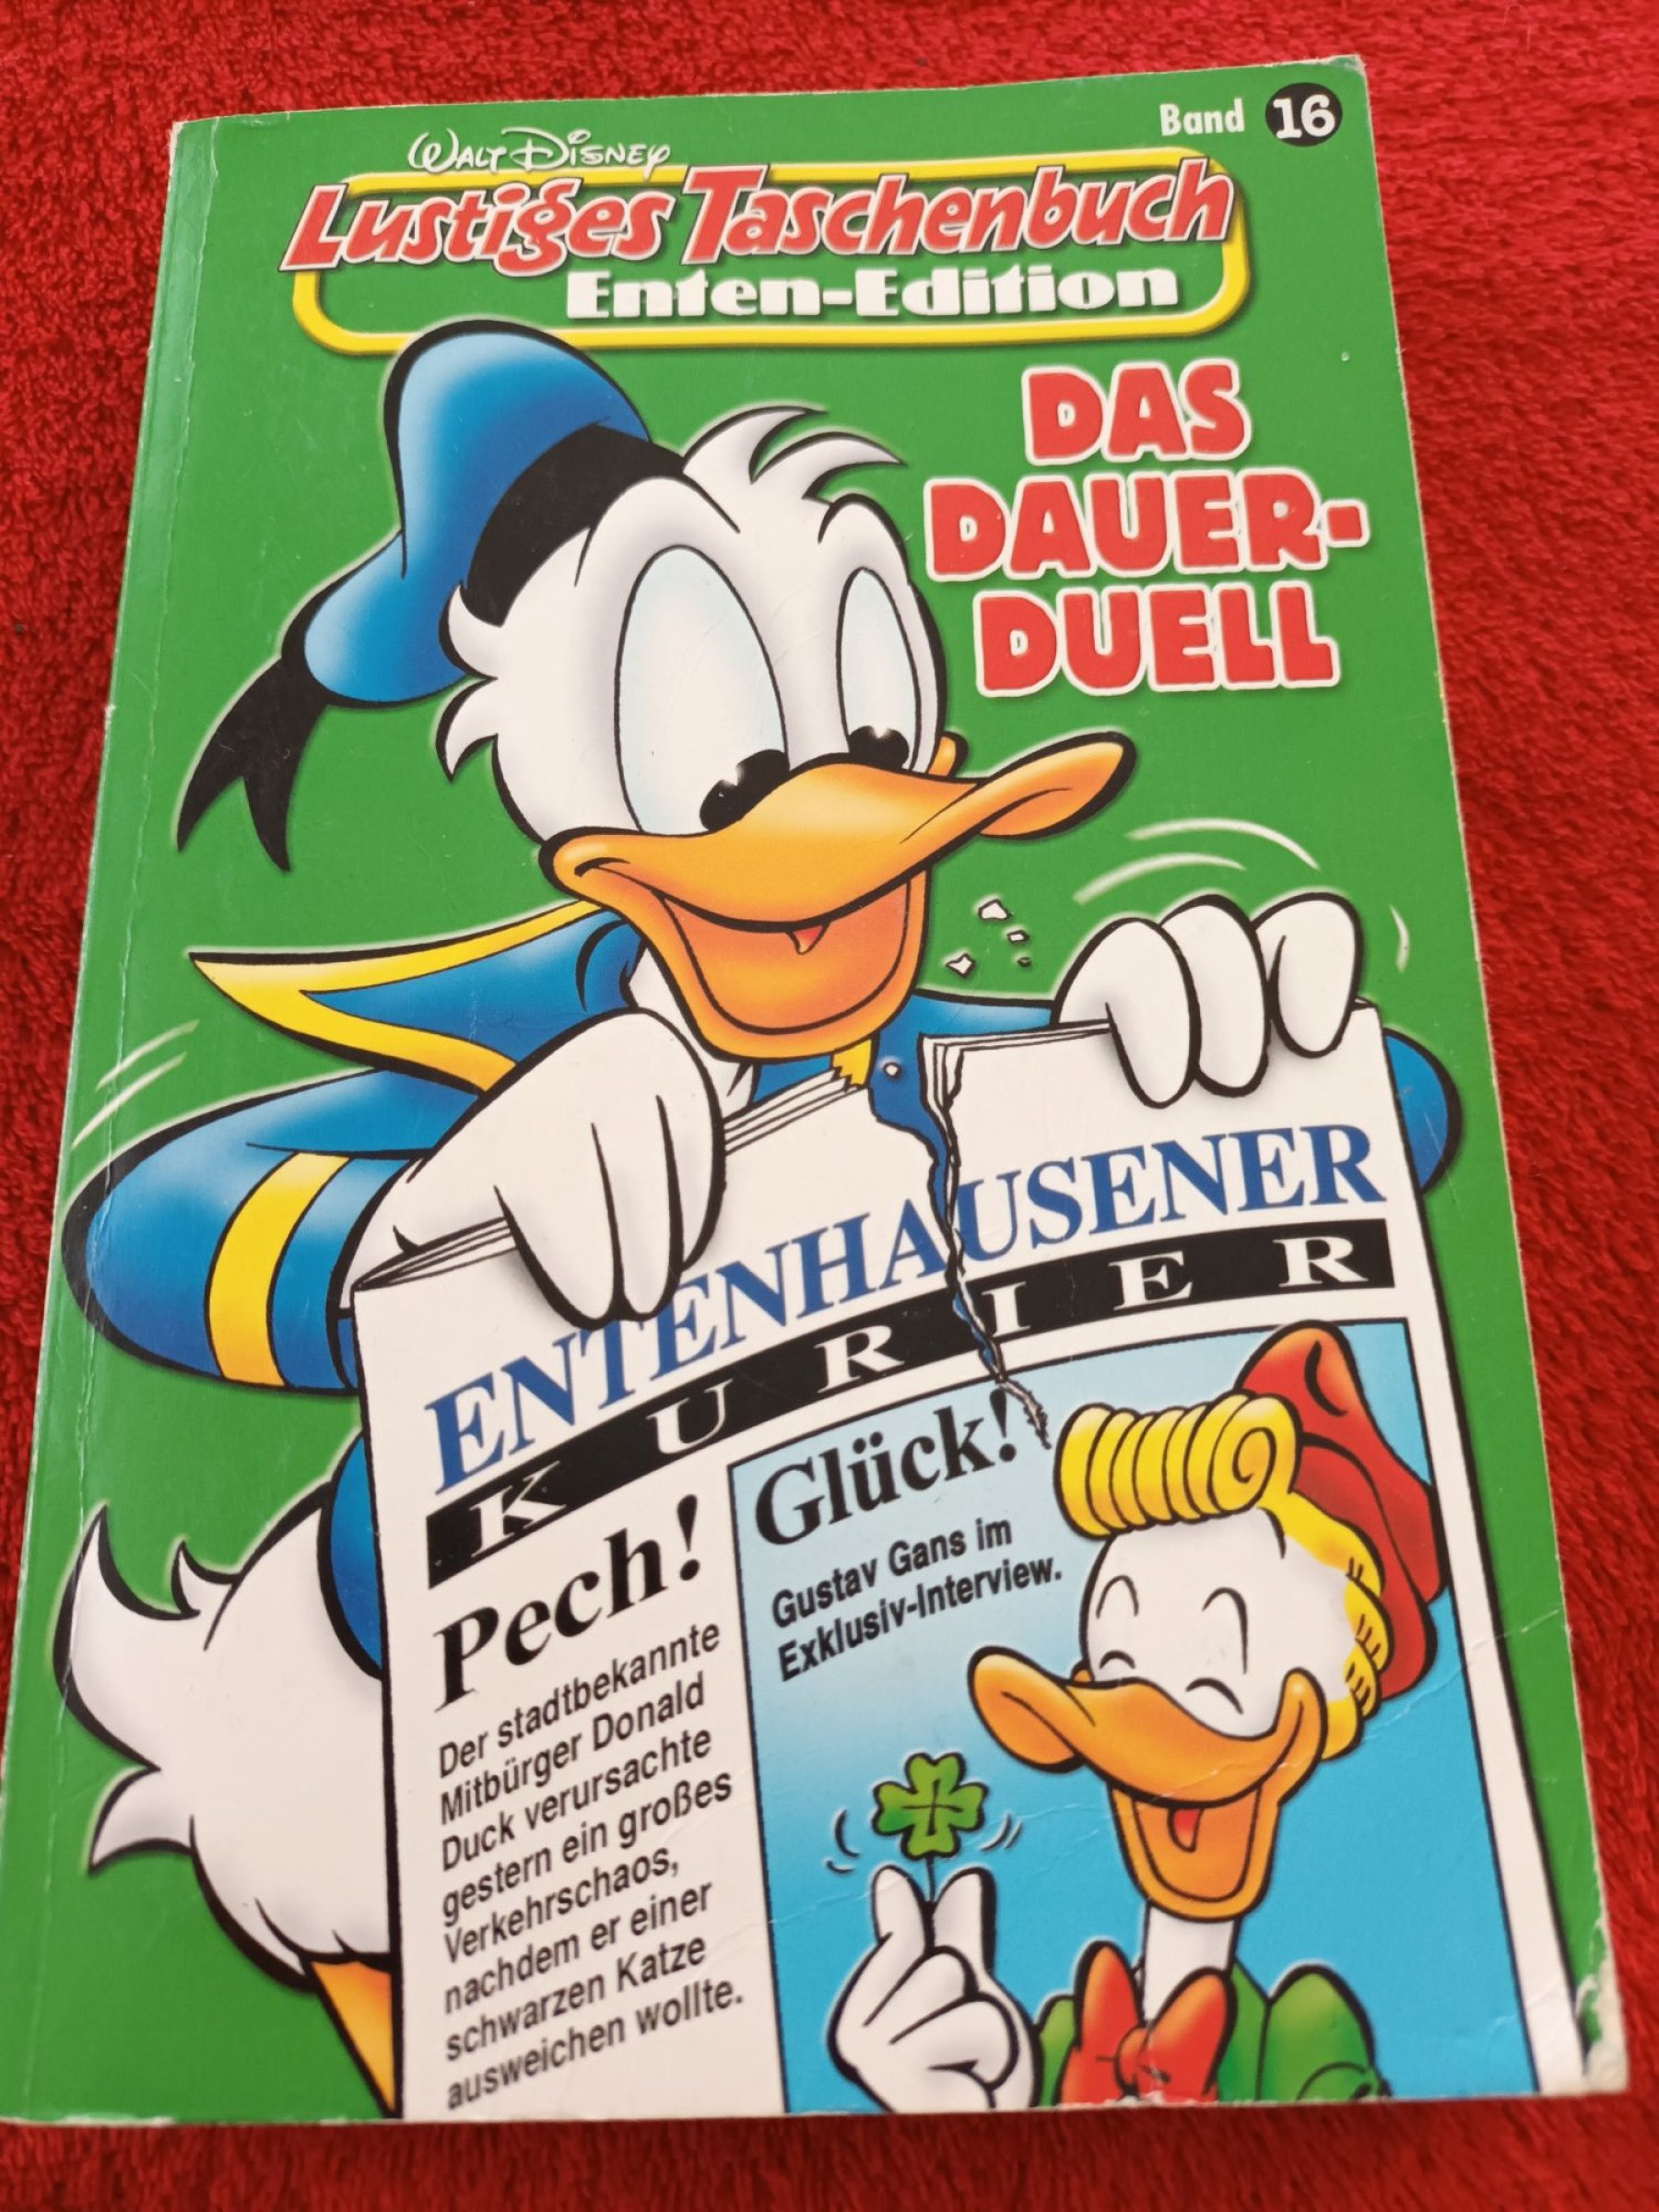 Band 16
WALT DISNEY
Lustiges Taschenbuch
Enten-Edition
DAS
DAUER-
DUELL
ENTENHAUSENER
KURIER
Pech!
Der stadtbekannte
Mitbürger Donald
Duck verursachte
gestern ein großes
Verkehrschaos,
nachdem er einer
schwarzen Katze
ausweichen wollte.
Glück!
Gustav Gans im
Exklusiv-Interview.